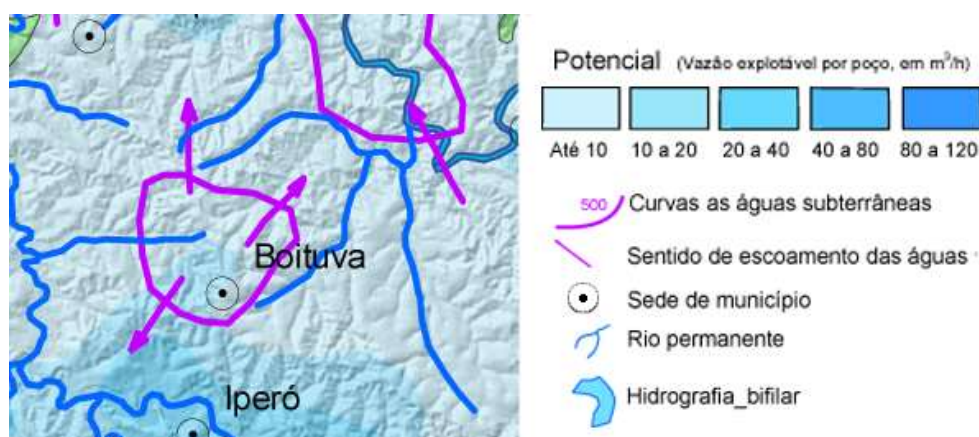 Iperó
Boituva
Iperó
Potencial (Vazão explotável por poço, em m³/h)
Até 10 10 a 20 20 a 40 40 a 80 80 a 120
500 Curvas as águas subterrâneas
Sentido de escoamento das águas
Sede de município
Rio permanente
Hidrografia_bifilar